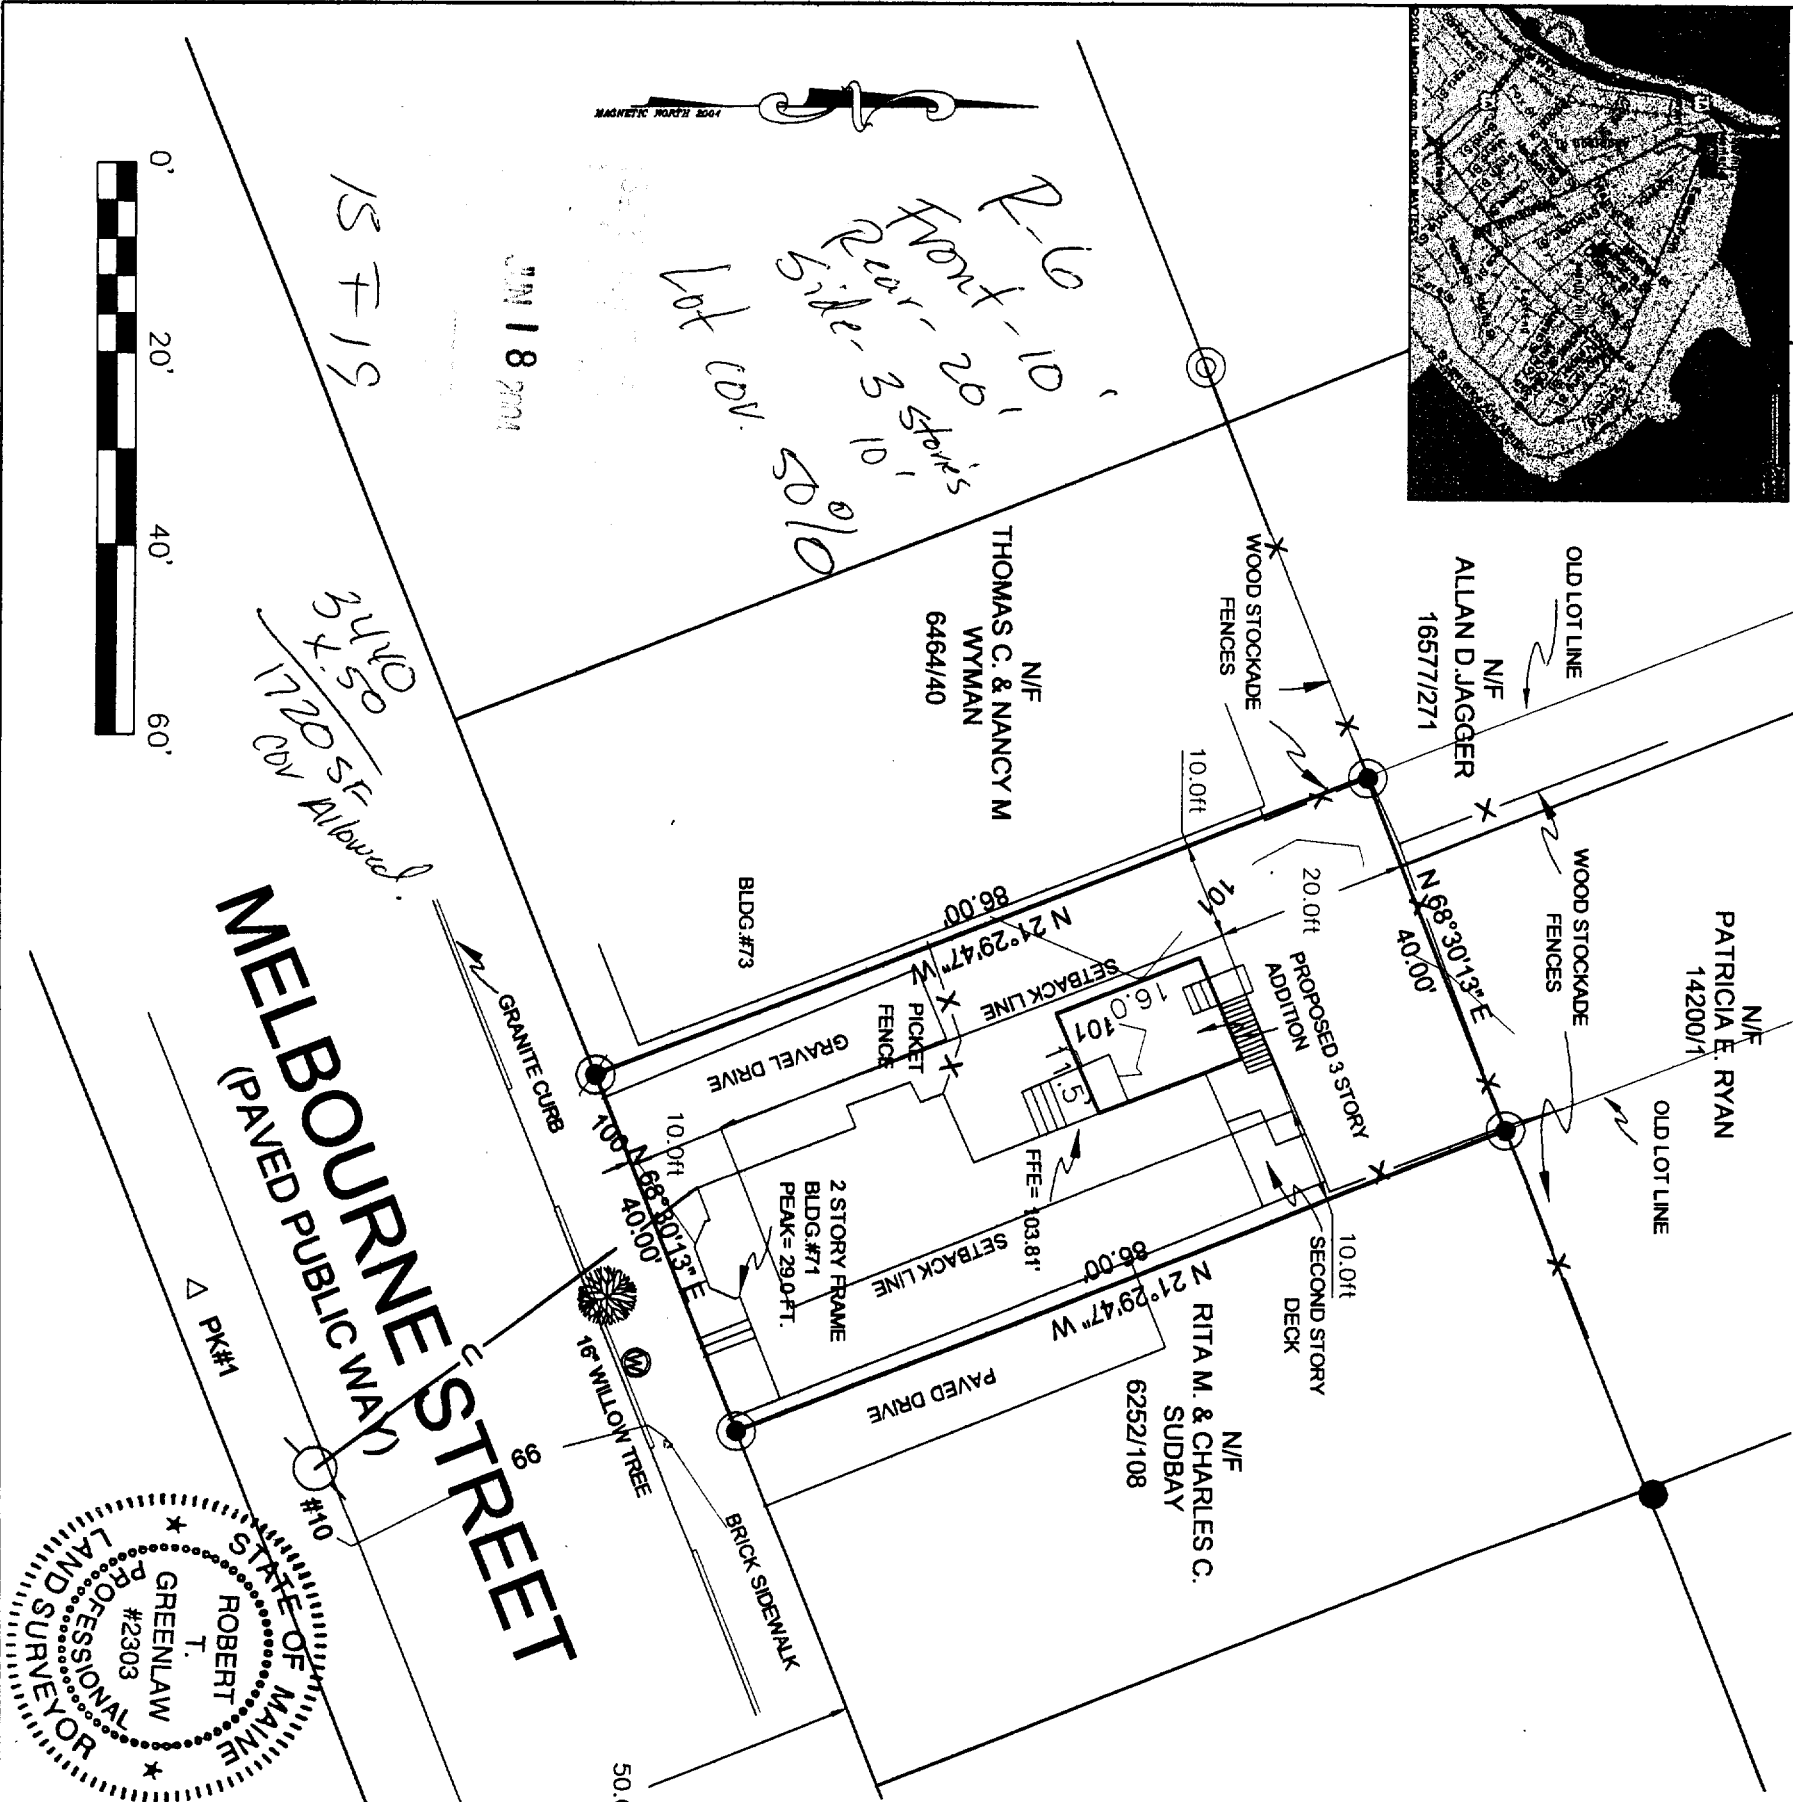 MAGNETIC NORTH 2004
R-6
Front - 10'
Rear - 20'
Side - 3 stories
10'
Lot cov. 50%
JUN 18 2004
0' 20' 40' 60'
3440
x .50
1720 SF
cov Allowed.
OLD LOT LINE
N/F
ALLAN D.JAGGER
16577/271
WOOD STOCKADE
FENCES
N/F
THOMAS C. & NANCY M
WYMAN
6464/40
N/F
PATRICIA E. RYAN
14200/1
WOOD STOCKADE
FENCES
OLD LOT LINE
N 68°30'13" E
40.00'
20.0ft
10.0ft
101
PROPOSED 3 STORY
ADDITION
86.00'
N 21°29'47" W
SETBACK LINE
16.0
101
11.5'
BLDG.#73
PICKET
FENCE
GRAVEL DRIVE
FFE= 103.81'
10.0ft
SECOND STORY
DECK
SETBACK LINE
86.00'
N 21°29'47" W
N/F
RITA M. & CHARLES C.
SUDBAY
6252/108
PAVED DRIVE
2 STORY FRAME
BLDG.#71
PEAK= 29.0 FT.
10.0ft
100
N 68°30'13" E
40.00'
GRANITE CURB
16" WILLOW TREE
W
BRICK SIDEWALK
66
MELBOURNE STREET
(PAVED PUBLIC WAY)
PK#1
#10
STATE OF MAINE
ROBERT
T.
GREENLAW
#2303
PROFESSIONAL
LAND SURVEYOR